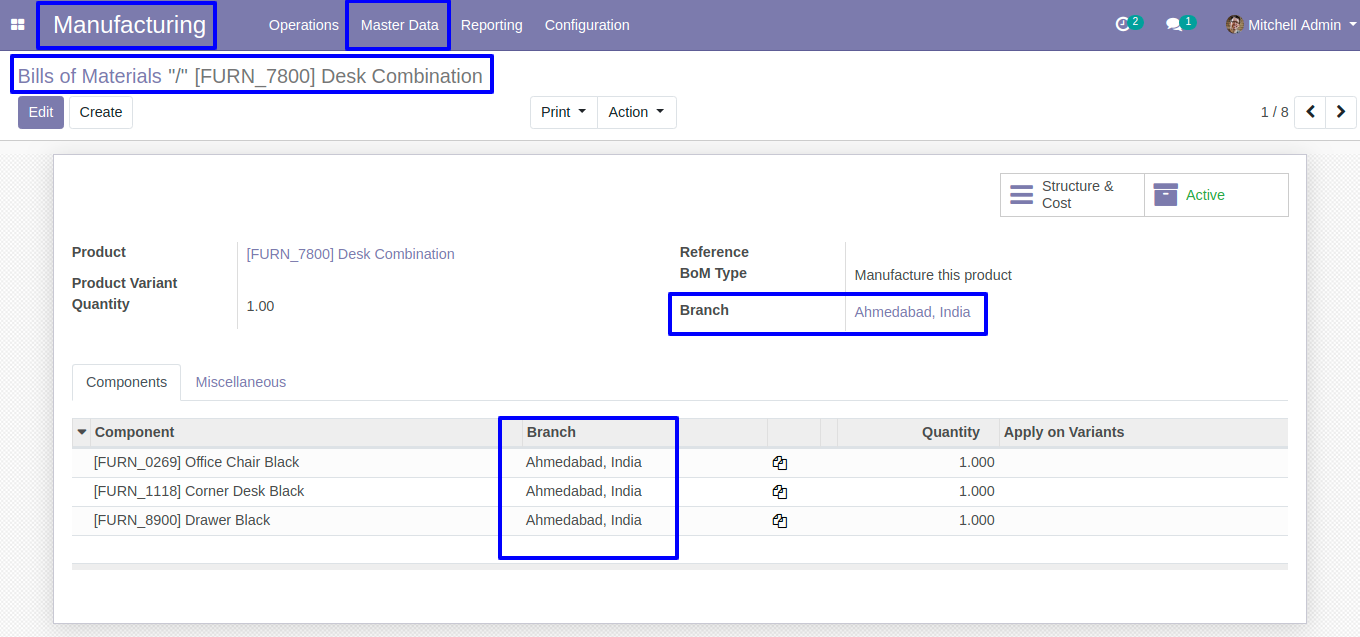 Manufacturing Operations Master Data Reporting Configuration 2 1 Mitchell Admin
Bills of Materials "/" [FURN_7800] Desk Combination
Edit Create Print Action 1 / 8
Structure & Cost Active
Product [FURN_7800] Desk Combination
Product Variant
Quantity 1.00
Reference
BoM Type Manufacture this product
Branch Ahmedabad, India
Components Miscellaneous
Component Branch Quantity Apply on Variants
[FURN_0269] Office Chair Black Ahmedabad, India 1.000
[FURN_1118] Corner Desk Black Ahmedabad, India 1.000
[FURN_8900] Drawer Black Ahmedabad, India 1.000